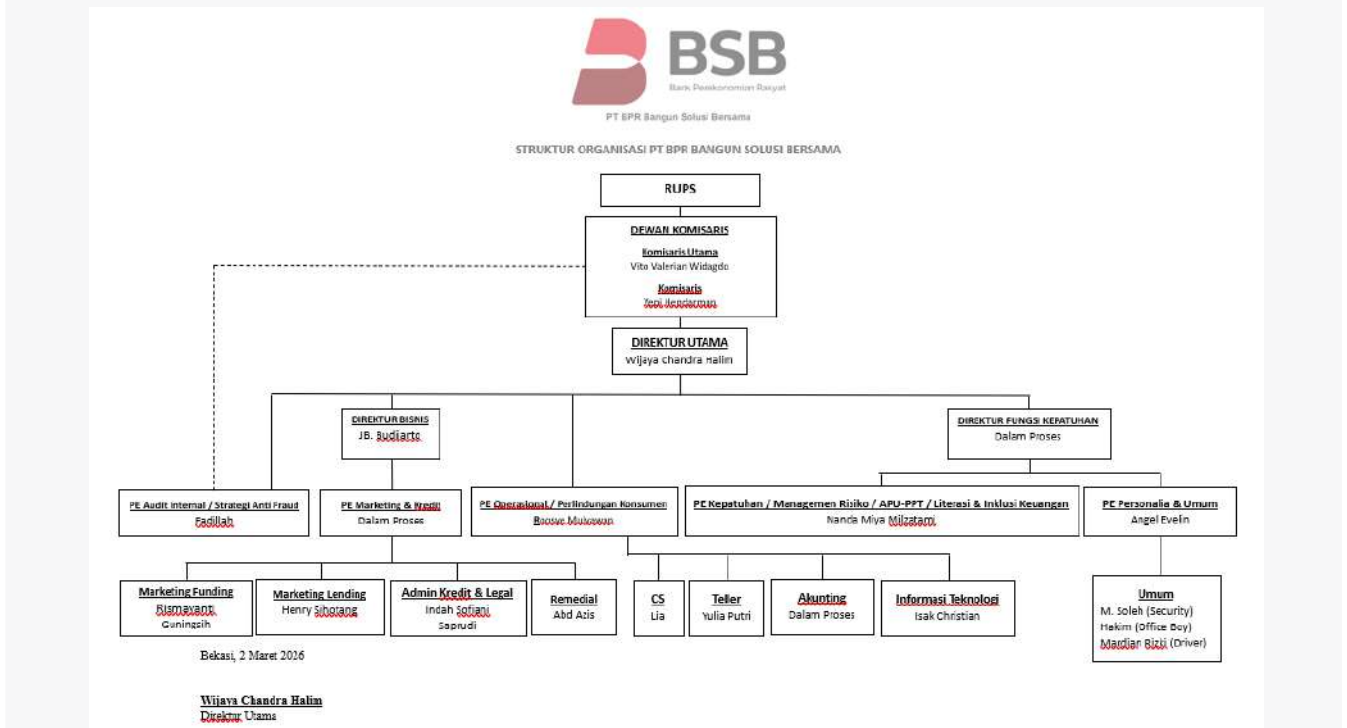 BSB
Bank Perekonomian Rakyat
PT BPR Bangun Solusi Bersama
STRUKTUR ORGANISASI PT BPR BANGUN SOLUSI BERSAMA
RUPS
DEWAN KOMISARIS
Komisaris Utama
Vito Valerian Widagdo
Komisaris
DIREKTUR UTAMA
Wijaya Chandra Halim
DIREKTUR BISNIS
JB. Budiarto
DIREKTUR FUNGSI KEPATUHAN
Dalam Proses
PE Audit Internal / Strategi Anti Fraud
Fadillah
PE Marketing & Kredit
Dalam Proses
PE Operasional / Perlindungan Konsumen
PE Kepatuhan / Managemen Risiko / APU-PPT / Literasi & Inklusi Keuangan
Nanda Miya Milzatami
PE Personalia & Umum
Angel Evelin
Marketing Funding
Rismayanti
Marketing Lending
Henry Sihotang
Admin Kredit & Legal
Indah Sofiani
Saprudi
Remedial
Abd Azis
CS
Lia
Teller
Yulia Putri
Akunting
Dalam Proses
Informasi Teknologi
Isak Christian
Umum
M. Soleh (Security)
Hakim (Office Boy)
Mardian Rizki (Driver)
Bekasi, 2 Maret 2026
Wijaya Chandra Halim
Direktur Utama